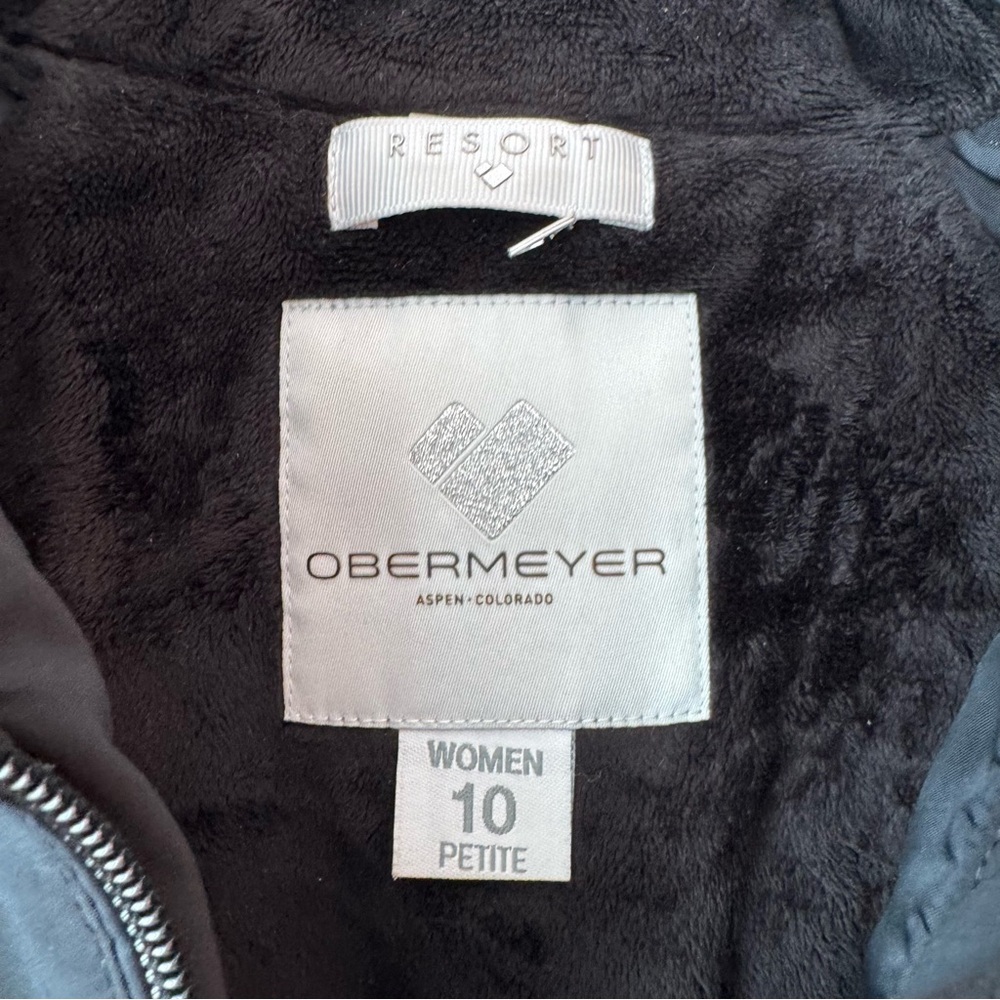 RESORT
OBERMEYER
ASPEN · COLORADO
WOMEN
10
PETITE